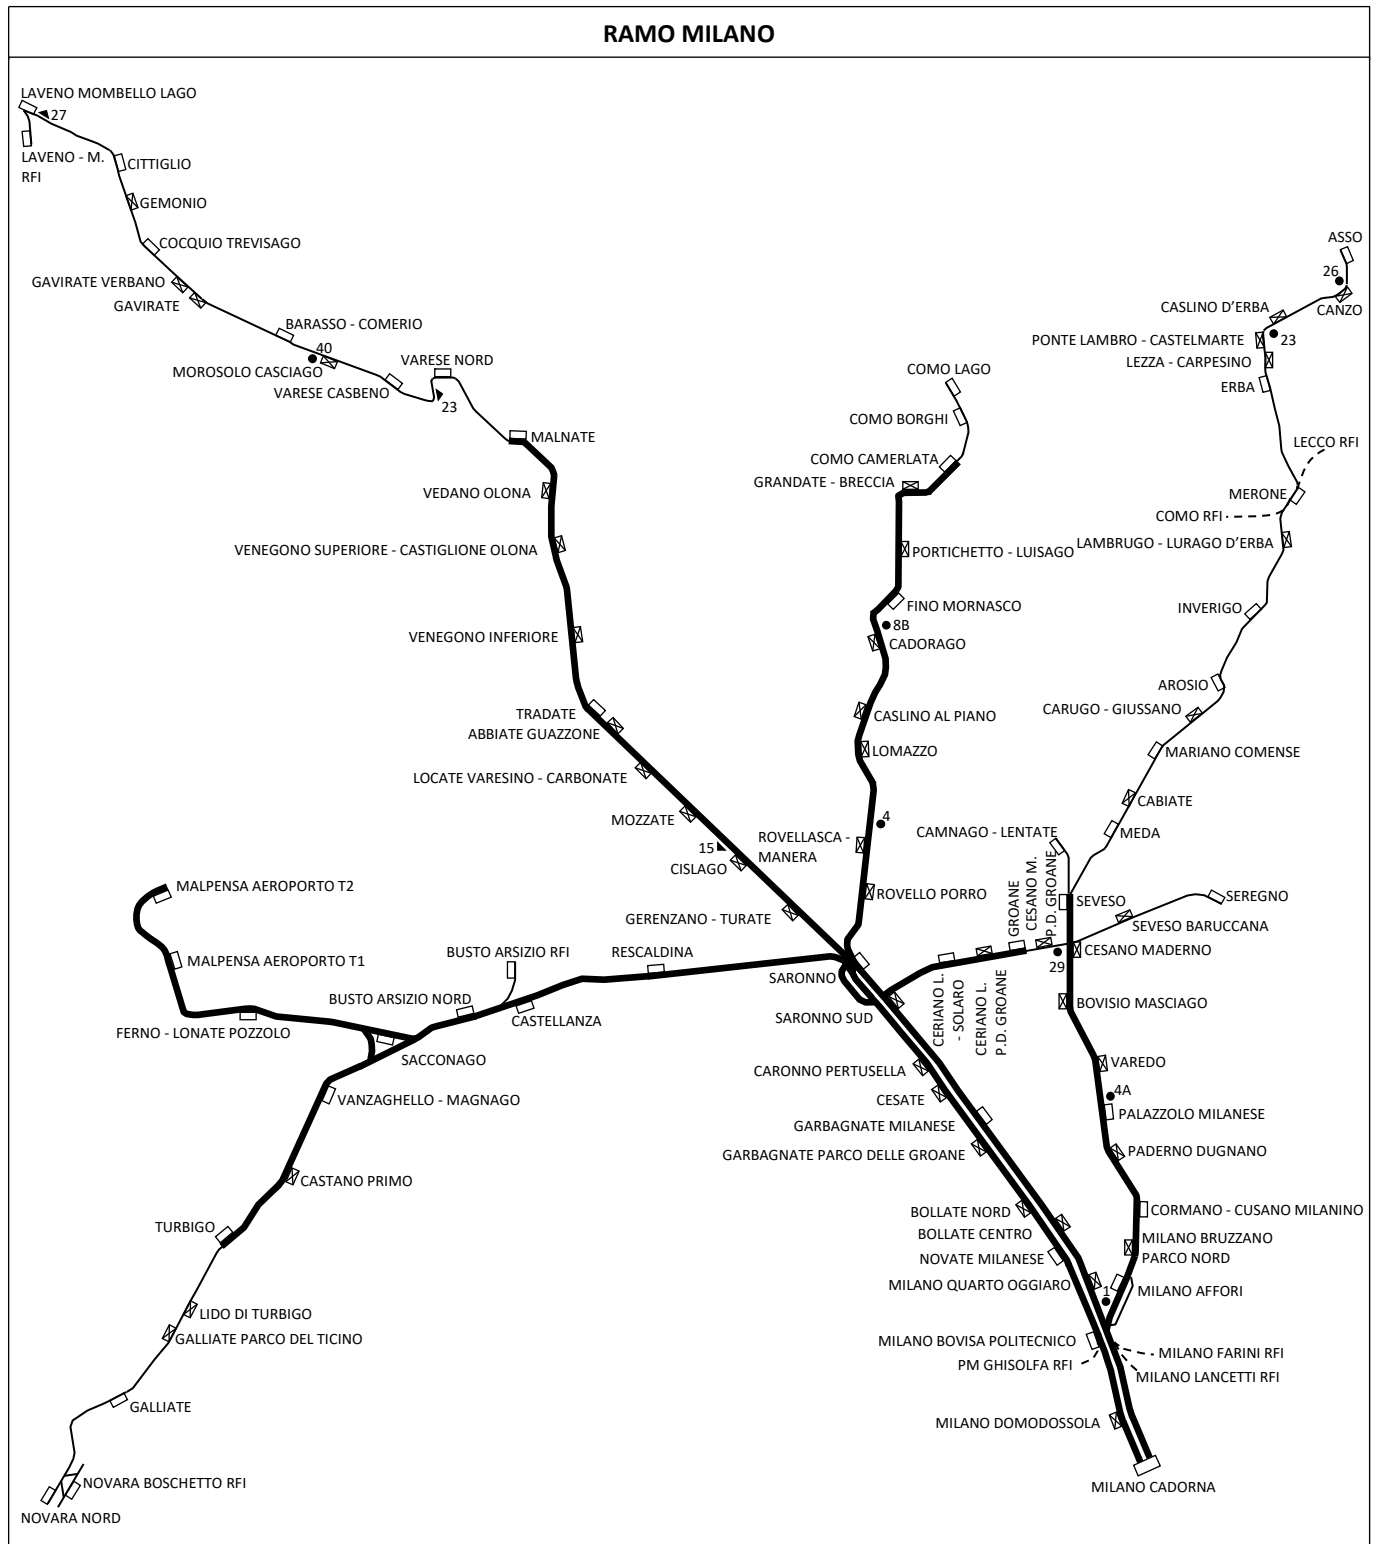 RAMO MILANO
LAVENO MOMBELLO LAGO
27
LAVENO - M.
RFI
CITTIGLIO
GEMONIO
COCQUIO TREVISAGO
GAVIRATE VERBANO
GAVIRATE
BARASSO - COMERIO
40
MOROSOLO CASCIAGO
VARESE CASBENO
VARESE NORD
23
MALNATE
VEDANO OLONA
VENEGONO SUPERIORE - CASTIGLIONE OLONA
VENEGONO INFERIORE
TRADATE
ABBIATE GUAZZONE
LOCATE VARESINO - CARBONATE
MOZZATE
15
CISLAGO
GERENZANO - TURATE
COMO LAGO
COMO BORGHI
COMO CAMERLATA
GRANDATE - BRECCIA
PORTICHETTO - LUISAGO
FINO MORNASCO
8B
CADORAGO
CASLINO AL PIANO
LOMAZZO
4
ROVELLASCA -
MANERA
ROVELLO PORRO
ASSO
26
CANZO
CASLINO D'ERBA
PONTE LAMBRO - CASTELMARTE
23
LEZZA - CARPESINO
ERBA
LECCO RFI
MERONE
COMO RFI
LAMBRUGO - LURAGO D'ERBA
INVERIGO
AROSIO
CARUGO - GIUSSANO
MARIANO COMENSE
CABIATE
MEDA
CAMNAGO - LENTATE
SEVESO
SEREGNO
SEVESO BARUCCANA
CESANO MADERNO
29
GROANE
CESANO M.
P.D. GROANE
CERIANO L.
- SOLARO
CERIANO L.
P.D. GROANE
BOVISIO MASCIAGO
VAREDO
4A
PALAZZOLO MILANESE
PADERNO DUGNANO
CORMANO - CUSANO MILANINO
MILANO BRUZZANO
PARCO NORD
MILANO AFFORI
MALPENSA AEROPORTO T2
MALPENSA AEROPORTO T1
FERNO - LONATE POZZOLO
BUSTO ARSIZIO RFI
BUSTO ARSIZIO NORD
CASTELLANZA
RESCALDINA
SACCONAGO
VANZAGHELLO - MAGNAGO
CASTANO PRIMO
TURBIGO
LIDO DI TURBIGO
GALLIATE PARCO DEL TICINO
GALLIATE
NOVARA BOSCHETTO RFI
NOVARA NORD
SARONNO
SARONNO SUD
CARONNO PERTUSELLA
CESATE
GARBAGNATE MILANESE
GARBAGNATE PARCO DELLE GROANE
BOLLATE NORD
BOLLATE CENTRO
NOVATE MILANESE
MILANO QUARTO OGGIARO
1
MILANO BOVISA POLITECNICO
PM GHISOLFA RFI
MILANO FARINI RFI
MILANO LANCETTI RFI
MILANO DOMODOSSOLA
MILANO CADORNA